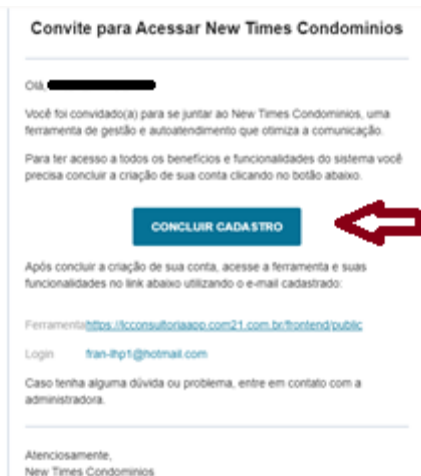 Convite para Acessar New Times Condominios
Olá,
Você foi convidado(a) para se juntar ao New Times Condominios, uma
ferramenta de gestão e autoatendimento que otimiza a comunicação.
Para ter acesso a todos os benefícios e funcionalidades do sistema você
precisa concluir a criação de sua conta clicando no botão abaixo.
CONCLUIR CADASTRO
Após concluir a criação de sua conta, acesse a ferramenta e suas
funcionalidades no link abaixo utilizando o e-mail cadastrado:
Ferramenta https://lcconsultoriaapp.com21.com.br/frontend/public
Login fran-lhp1@hotmail.com
Caso tenha alguma dúvida ou problema, entre em contato com a
administradora.
Atenciosamente,
New Times Condominios